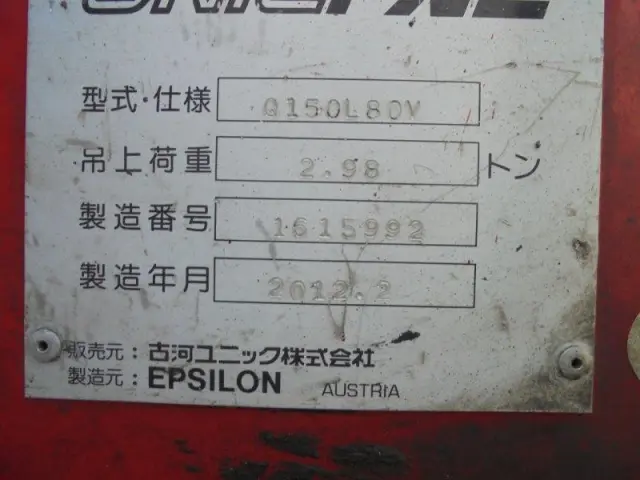 型式・仕様 Q150L80V
吊上荷重 2.98 トン
製造番号 1615992
製造年月 2012.2
販売元：古河ユニック株式会社
製造元：EPSILON AUSTRIA